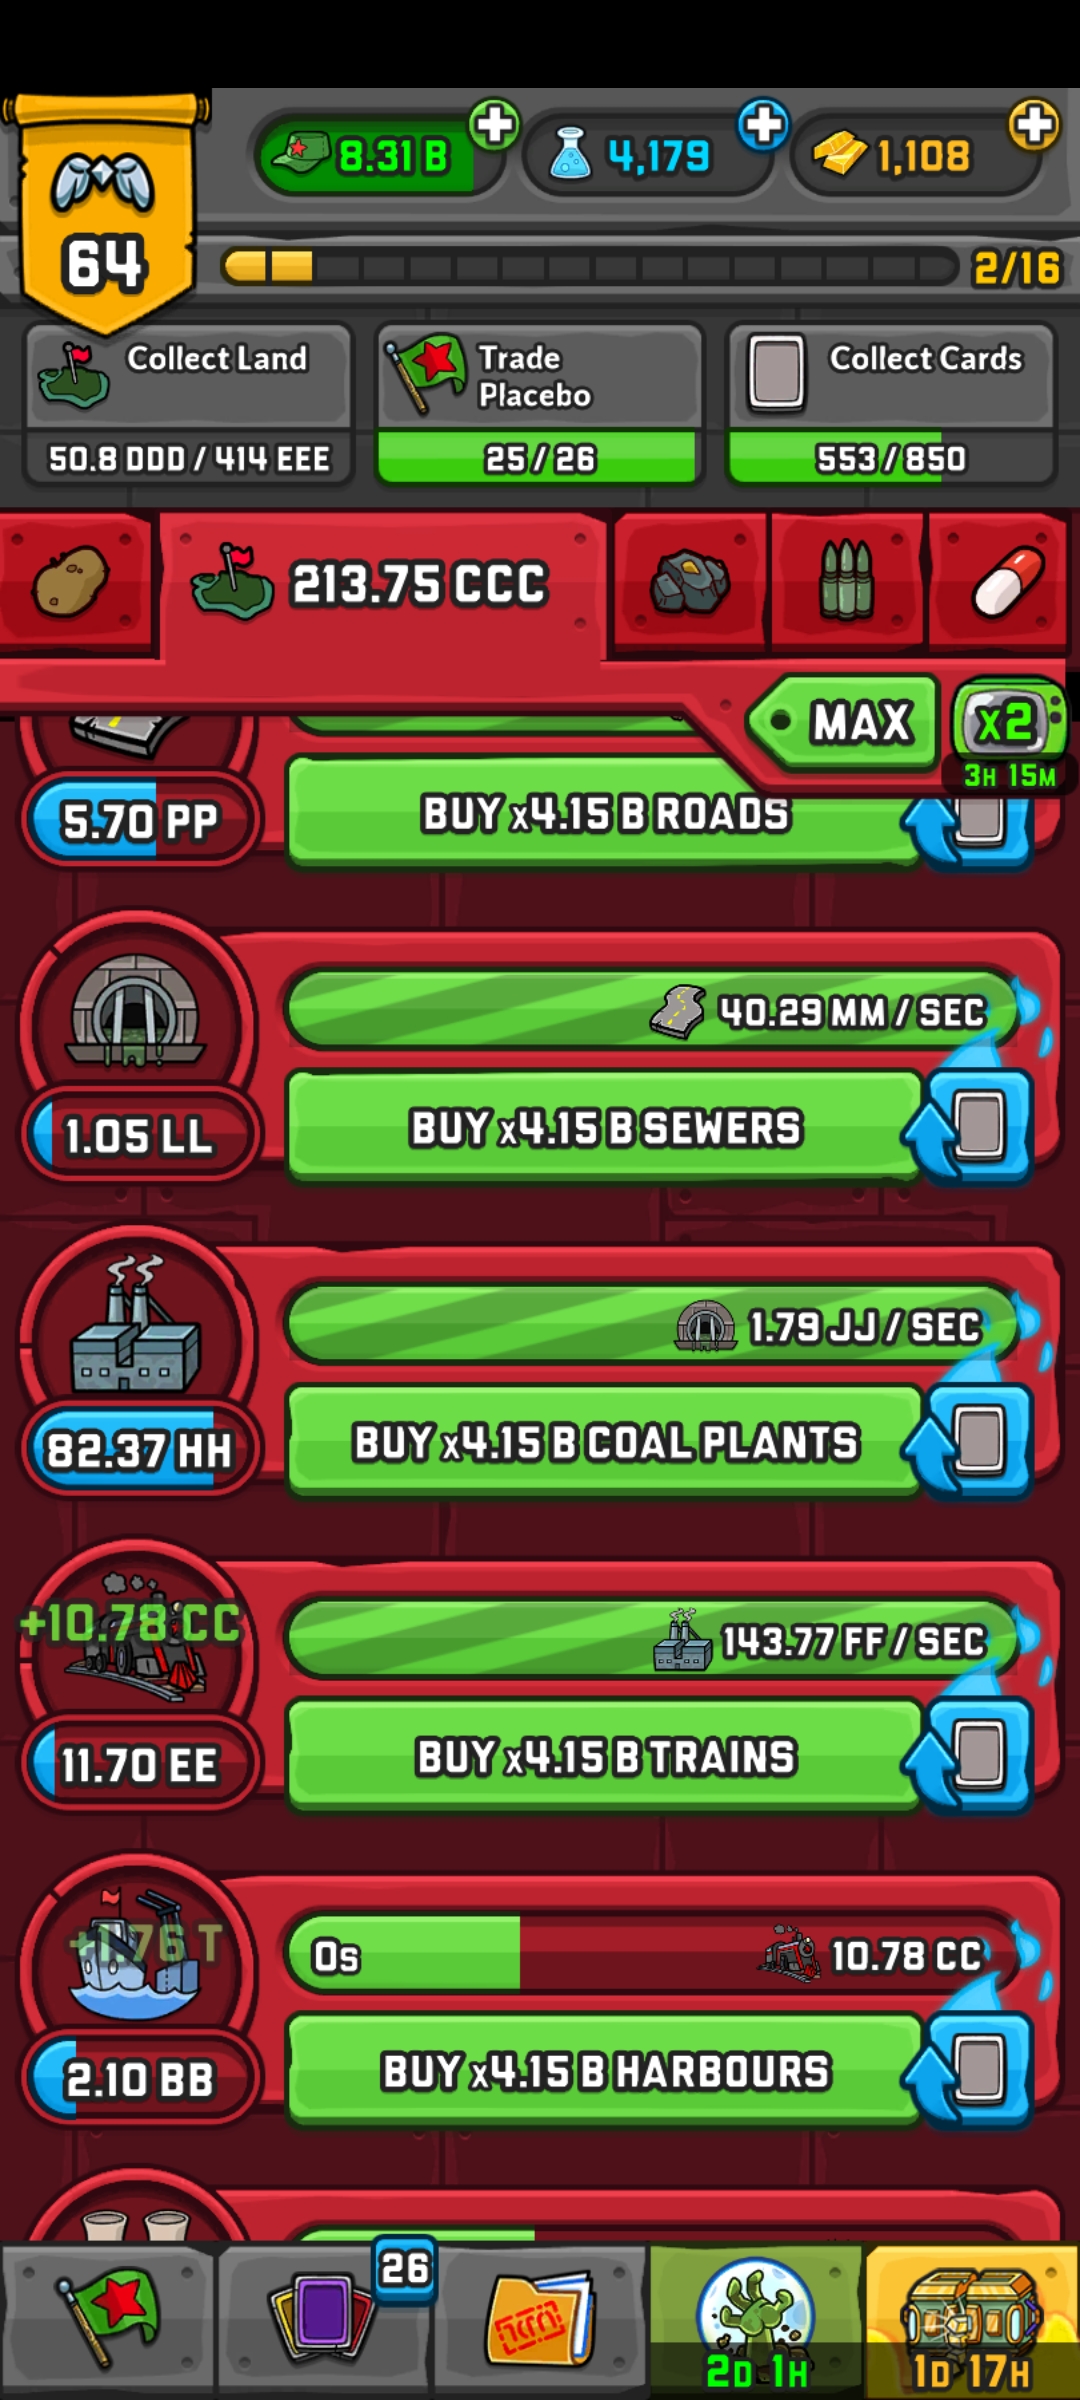 8.31 B
4,179
1,108
64
2/16
Collect Land
50.8 DDD / 414 EEE
Trade
Placebo
25 / 26
Collect Cards
553 / 850
213.75 CCC
MAX
x2
3H 15M
5.70 PP
BUY x4.15 B ROADS
40.29 MM / SEC
1.05 LL
BUY x4.15 B SEWERS
1.79 JJ / SEC
82.37 HH
BUY x4.15 B COAL PLANTS
+10.78 CC
143.77 FF / SEC
11.70 EE
BUY x4.15 B TRAINS
+1.76 T
0s
10.78 CC
2.10 BB
BUY x4.15 B HARBOURS
26
2D 1H
1D 17H